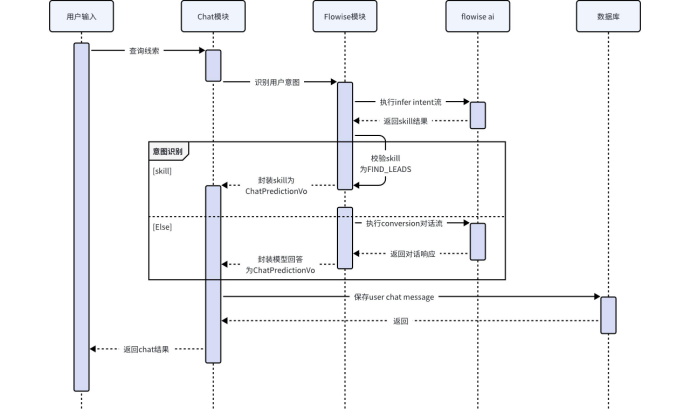 用户输入
Chat模块
Flowise模块
flowise ai
数据库
查询线索
识别用户意图
执行infer intent流
返回skill结果
意图识别
校验skill
为FIND_LEADS
[skill]
封装skill为
ChatPredictionVo
[Else]
执行conversion对话流
返回对话响应
封装模型回答
为ChatPredictionVo
保存user chat message
返回
返回chat结果